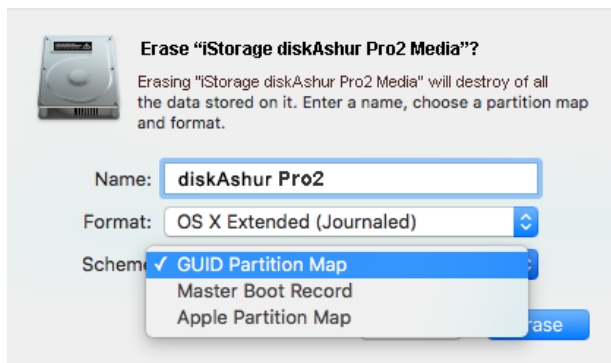 Erase “iStorage diskAshur Pro2 Media”?
Erasing "iStorage diskAshur Pro2 Media" will destroy of all
the data stored on it. Enter a name, choose a partition map
and format.
Name: diskAshur Pro2
Format: OS X Extended (Journaled)
Scheme ✓ GUID Partition Map
Master Boot Record
Apple Partition Map
rase